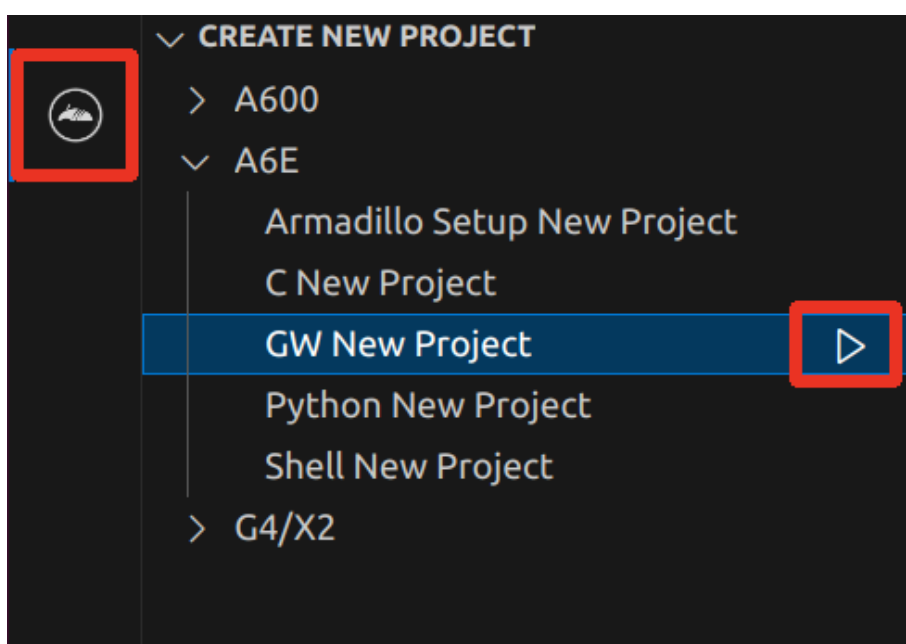 CREATE NEW PROJECT
A600
A6E
Armadillo Setup New Project
C New Project
GW New Project
Python New Project
Shell New Project
G4/X2